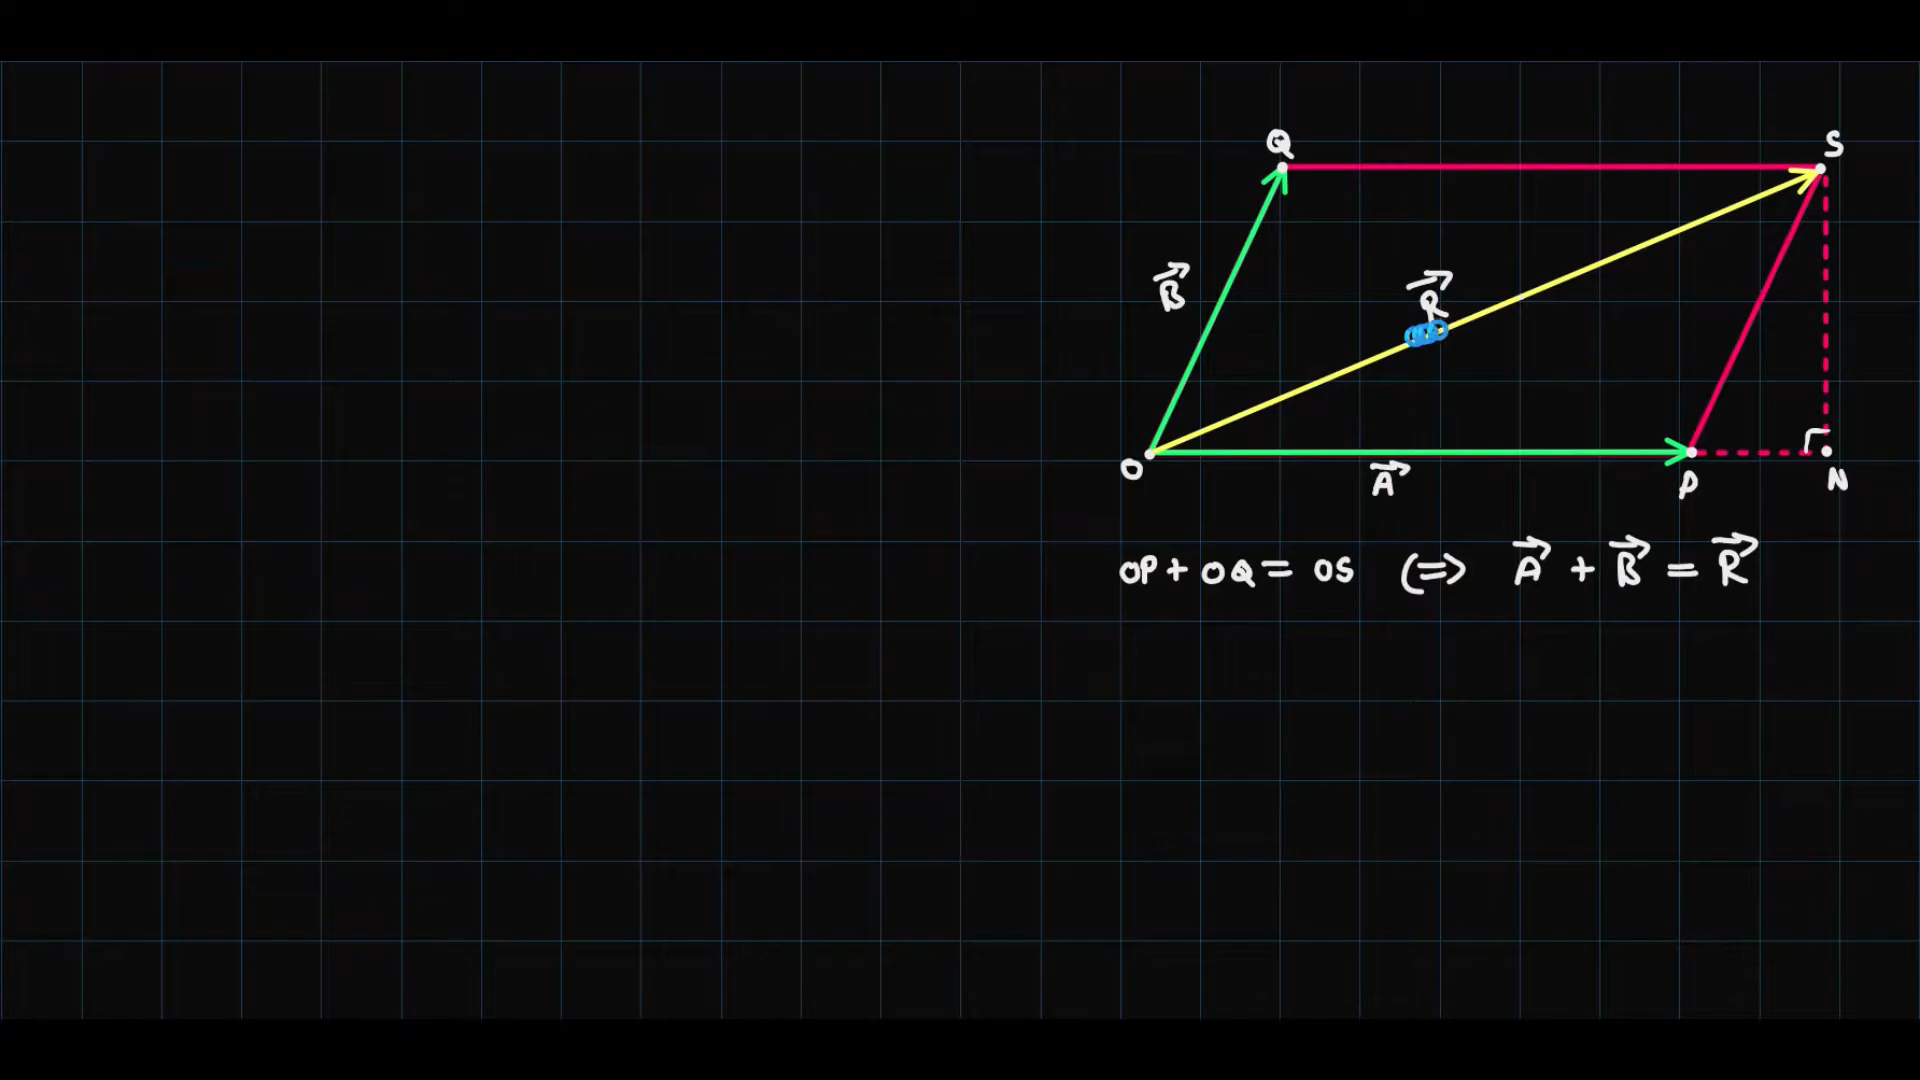 Q
S
B⃗
R⃗
O
A⃗
P
N
OP + OQ = OS (=> A⃗ + B⃗ = R⃗